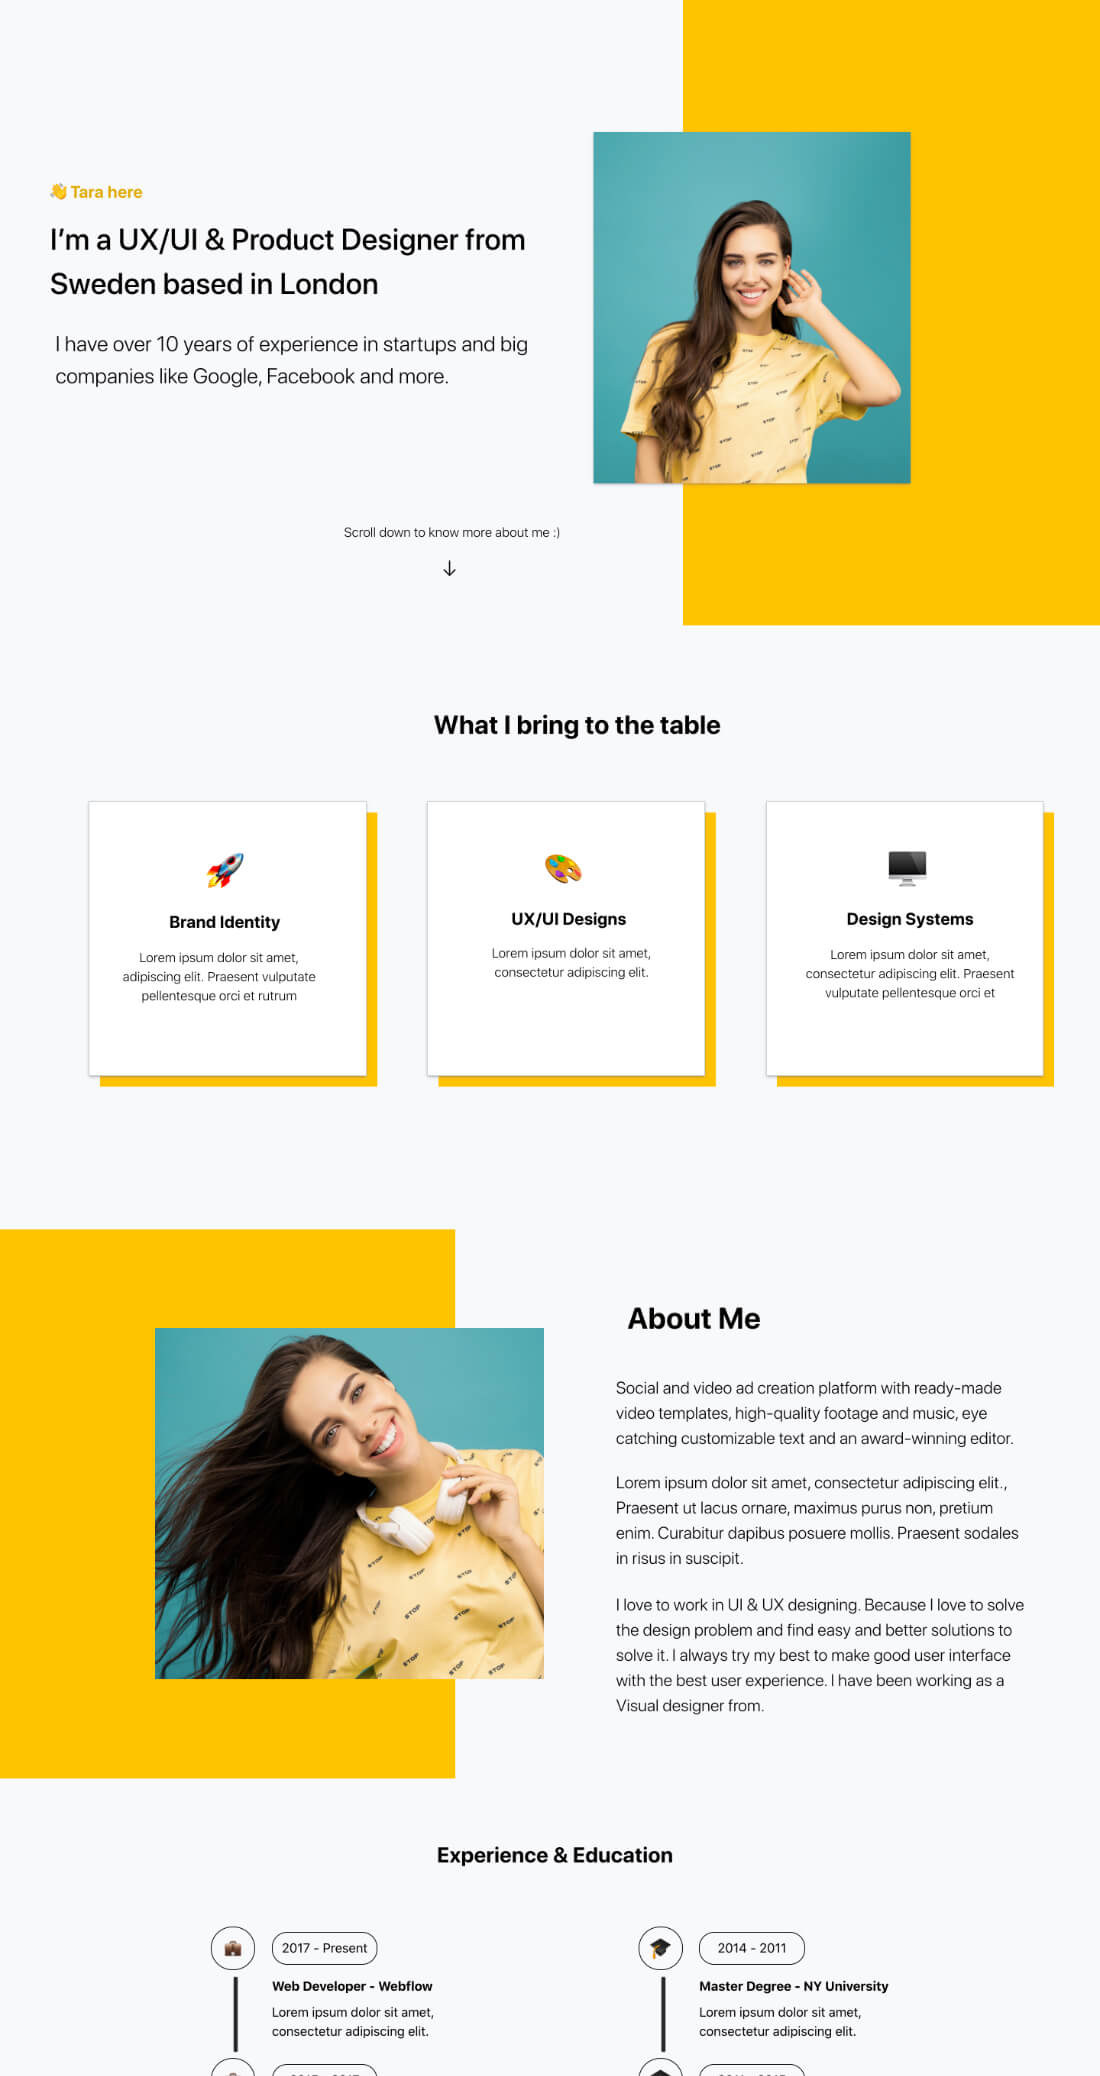 👋 Tara here
I'm a UX/UI & Product Designer from
Sweden based in London
I have over 10 years of experience in startups and big
companies like Google, Facebook and more.
Scroll down to know more about me :)
What I bring to the table
Brand Identity
Lorem ipsum dolor sit amet,
adipiscing elit. Praesent vulputate
pellentesque orci et rutrum
UX/UI Designs
Lorem ipsum dolor sit amet,
consectetur adipiscing elit.
Design Systems
Lorem ipsum dolor sit amet,
consectetur adipiscing elit. Praesent
vulputate pellentesque orci et
About Me
Social and video ad creation platform with ready-made
video templates, high-quality footage and music, eye
catching customizable text and an award-winning editor.
Lorem ipsum dolor sit amet, consectetur adipiscing elit.,
Praesent ut lacus ornare, maximus purus non, pretium
enim. Curabitur dapibus posuere mollis. Praesent sodales
in risus in suscipit.
I love to work in UI & UX designing. Because I love to solve
the design problem and find easy and better solutions to
solve it. I always try my best to make good user interface
with the best user experience. I have been working as a
Visual designer from.
Experience & Education
2017 - Present
Web Developer - Webflow
Lorem ipsum dolor sit amet,
consectetur adipiscing elit.
2014 - 2011
Master Degree - NY University
Lorem ipsum dolor sit amet,
consectetur adipiscing elit.